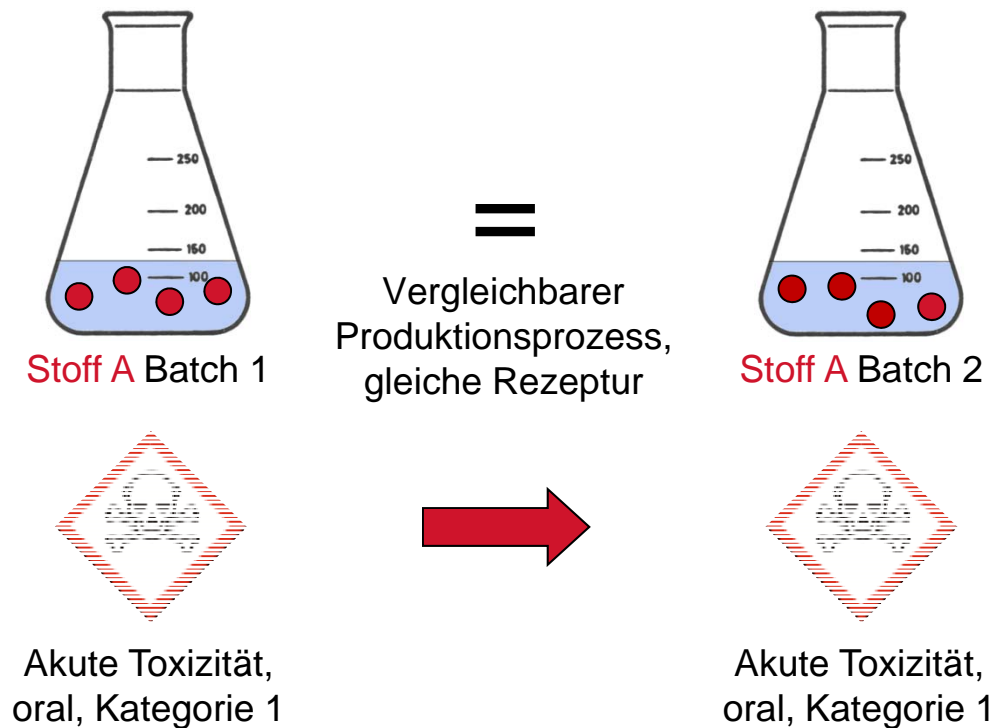 250
200
150
100
Stoff A Batch 1
=
Vergleichbarer
Produktionsprozess,
gleiche Rezeptur
250
200
150
100
Stoff A Batch 2
Akute Toxizität,
oral, Kategorie 1
Akute Toxizität,
oral, Kategorie 1